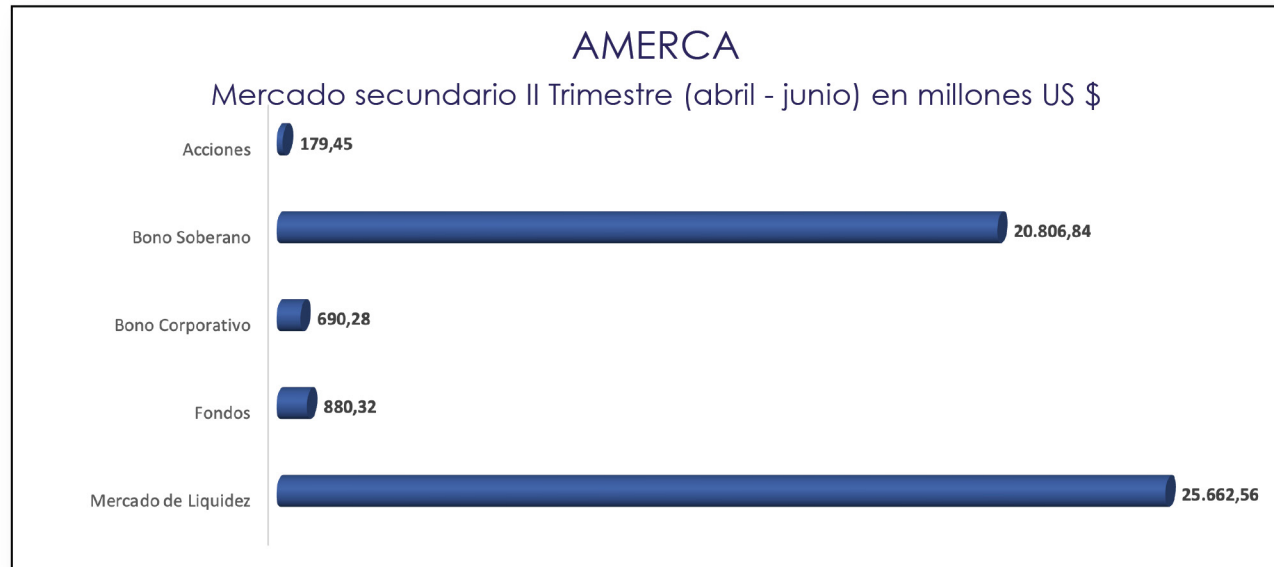 AMERCA
Mercado secundario II Trimestre (abril - junio) en millones US $
Acciones 179,45
Bono Soberano 20.806,84
Bono Corporativo 690,28
Fondos 880,32
Mercado de Liquidez 25.662,56